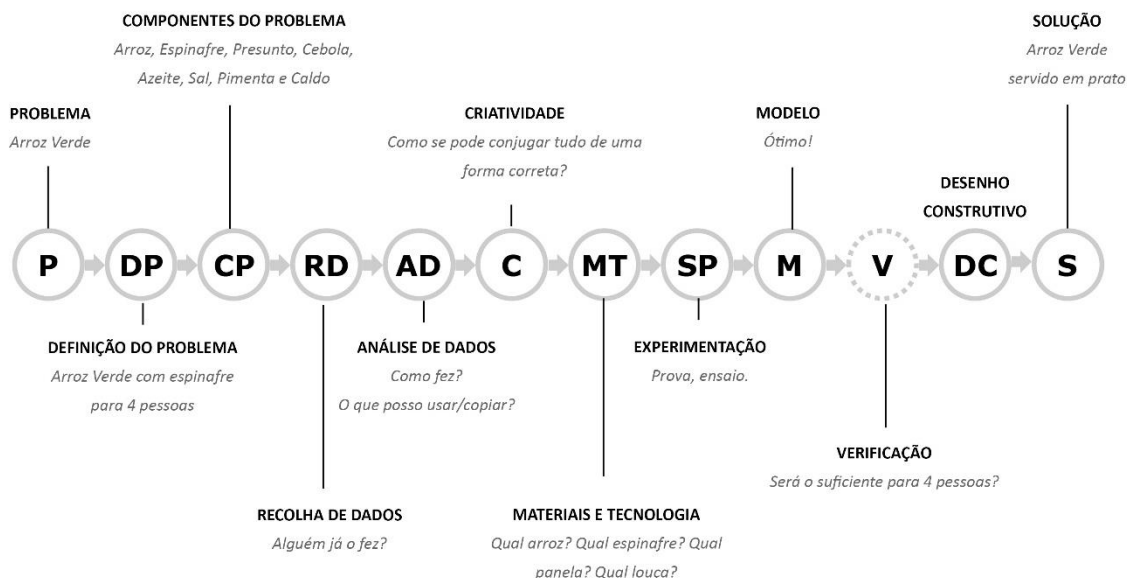 COMPONENTES DO PROBLEMA
Arroz, Espinafre, Presunto, Cebola,
Azeite, Sal, Pimenta e Caldo
SOLUÇÃO
Arroz Verde
servido em prato
PROBLEMA
Arroz Verde
CRIATIVIDADE
Como se pode conjugar tudo de uma
forma correta?
MODELO
Ótimo!
DESENHO
CONSTRUTIVO
P DP CP RD AD C MT SP M V DC S
DEFINIÇÃO DO PROBLEMA
Arroz Verde com espinafre
para 4 pessoas
ANÁLISE DE DADOS
Como fez?
O que posso usar/copiar?
EXPERIMENTAÇÃO
Prova, ensaio.
VERIFICAÇÃO
Será o suficiente para 4 pessoas?
RECOLHA DE DADOS
Alguém já o fez?
MATERIAIS E TECNOLOGIA
Qual arroz? Qual espinafre? Qual
panela? Qual louça?